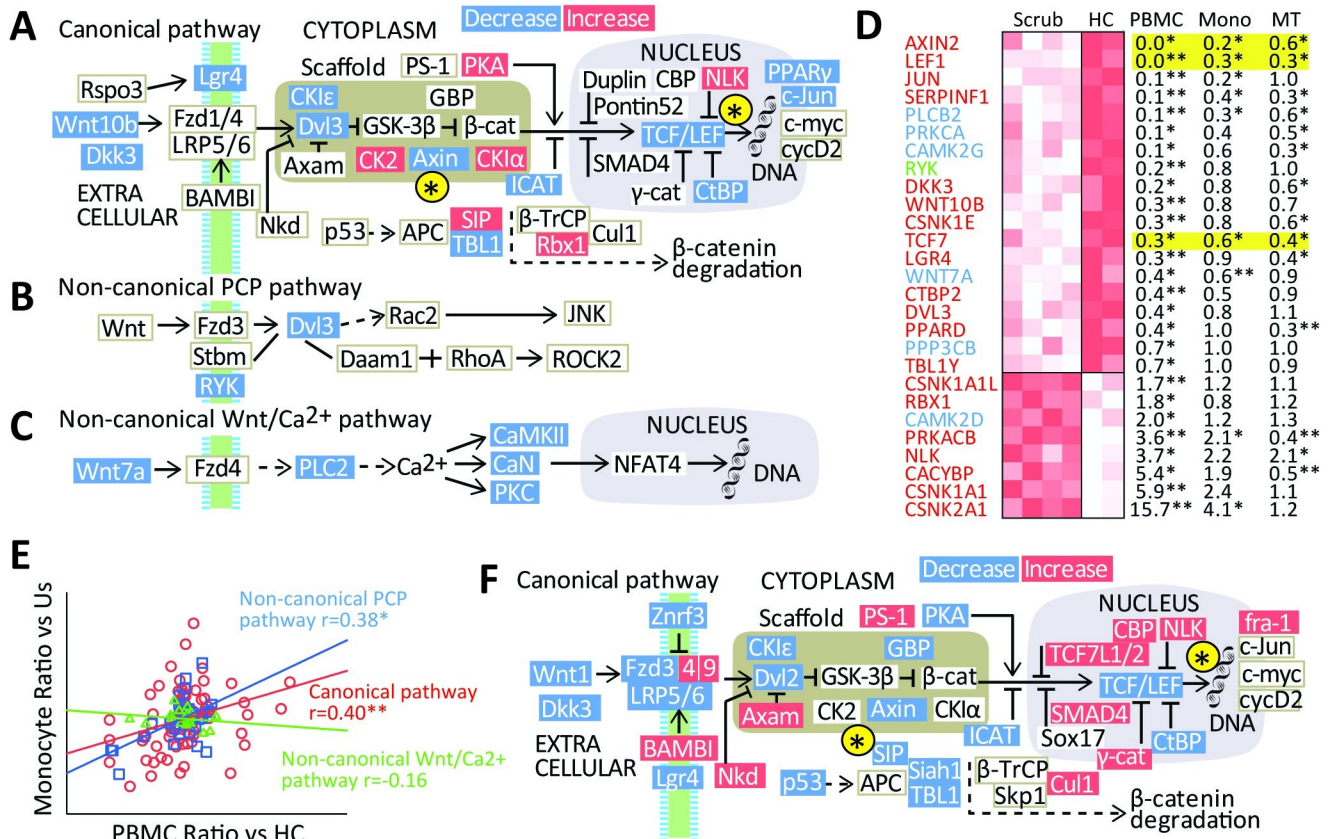 A
Decrease Increase
Canonical pathway
CYTOPLASM
NUCLEUS
Scaffold PS-1 PKA
Rspo3
Lgr4
CKIε
GBP
Duplin CBP NLK
PPARγ
Wnt10b
Fzd1/4
Pontin52
*
c-Jun
Dvl3 GSK-3β β-cat
TCF/LEF
c-myc
Dkk3
LRP5/6
Axam CK2 Axin CKIα
SMAD4
cycD2
EXTRA
CELLULAR
BAMBI
*
ICAT
γ-cat CtBP
DNA
Nkd
p53 APC SIP
TBL1
β-TrCP
Rbx1 Cul1
β-catenin
degradation
B
Non-canonical PCP pathway
Wnt Fzd3 Dvl3 Rac2 JNK
Stbm Daam1 RhoA ROCK2
RYK
C
Non-canonical Wnt/Ca2+ pathway
NUCLEUS
CaMKII
Wnt7a Fzd4 PLC2 Ca2+ CaN NFAT4 DNA
PKC
D
Scrub HC PBMC Mono MT
AXIN2 0.0* 0.2* 0.6*
LEF1 0.0** 0.3* 0.3*
JUN 0.1** 0.2* 1.0
SERPINF1 0.1** 0.4* 0.3*
PLCB2 0.1** 0.3* 0.6*
PRKCA 0.1* 0.4 0.5*
CAMK2G 0.1* 0.6 0.3*
RYK 0.2** 0.8 1.0
DKK3 0.2* 0.8 0.6*
WNT10B 0.3** 0.8 0.7
CSNK1E 0.3** 0.8 0.6*
TCF7 0.3* 0.6* 0.4*
LGR4 0.3** 0.9 0.4*
WNT7A 0.4* 0.6** 0.9
CTBP2 0.4** 0.5 0.9
DVL3 0.4* 0.8 1.1
PPARD 0.4* 1.0 0.3**
PPP3CB 0.7* 1.0 1.0
TBL1Y 0.7* 1.0 0.9
CSNK1A1L 1.7** 1.2 1.1
RBX1 1.8* 0.8 1.2
CAMK2D 2.0* 1.2 1.3
PRKACB 3.6** 2.1* 0.4**
NLK 3.7* 2.2 2.1*
CACYBP 5.4* 1.9 0.5**
CSNK1A1 5.9** 2.4 1.1
CSNK2A1 15.7** 4.1* 1.2
E
Monocyte Ratio vs Us
Non-canonical PCP
pathway r=0.38*
Canonical pathway
r=0.40**
Non-canonical Wnt/Ca2+
pathway r=-0.16
PBMC Ratio vs HC
F
Decrease Increase
Canonical pathway
CYTOPLASM
NUCLEUS
Znrf3
Scaffold PS-1 PKA
CBP NLK
fra-1
CKIε
GBP
TCF7L1/2
*
c-Jun
Wnt1
Fzd3 4 9
Dvl2 GSK-3β β-cat
TCF/LEF
c-myc
Dkk3
LRP5/6
Axam CK2 Axin CKIα
SMAD4
cycD2
EXTRA
CELLULAR
BAMBI
*
ICAT
Sox17
DNA
Lgr4
Nkd
SIP
γ-cat
CtBP
p53 APC Siah1
TBL1
β-TrCP
Skp1 Cul1
β-catenin
degradation